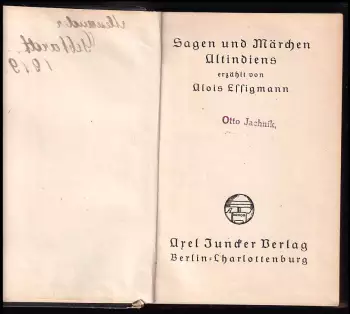 Sagen und Märchen
Altindiens
erzählt von
Alois Essigmann
Otto Jachnik.
Axel Juncker Verlag
Berlin-Charlottenburg